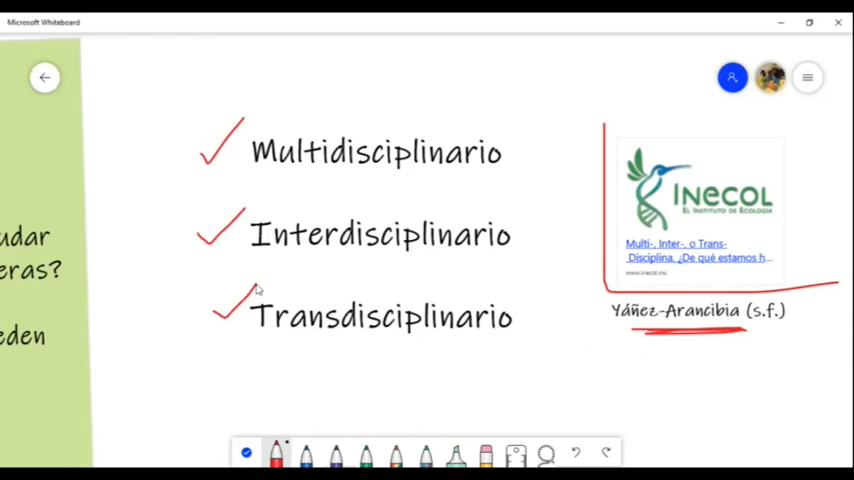 Microsoft Whiteboard
Multidisciplinario
Interdisciplinario
Transdisciplinario
udar
eras?
eden
Inecol
El Instituto de Ecología
Multi-, Inter-, o Trans-
Disciplina, ¿De qué estamos h...
www.inecol.mx
Yáñez-Arancibia (s.f.)